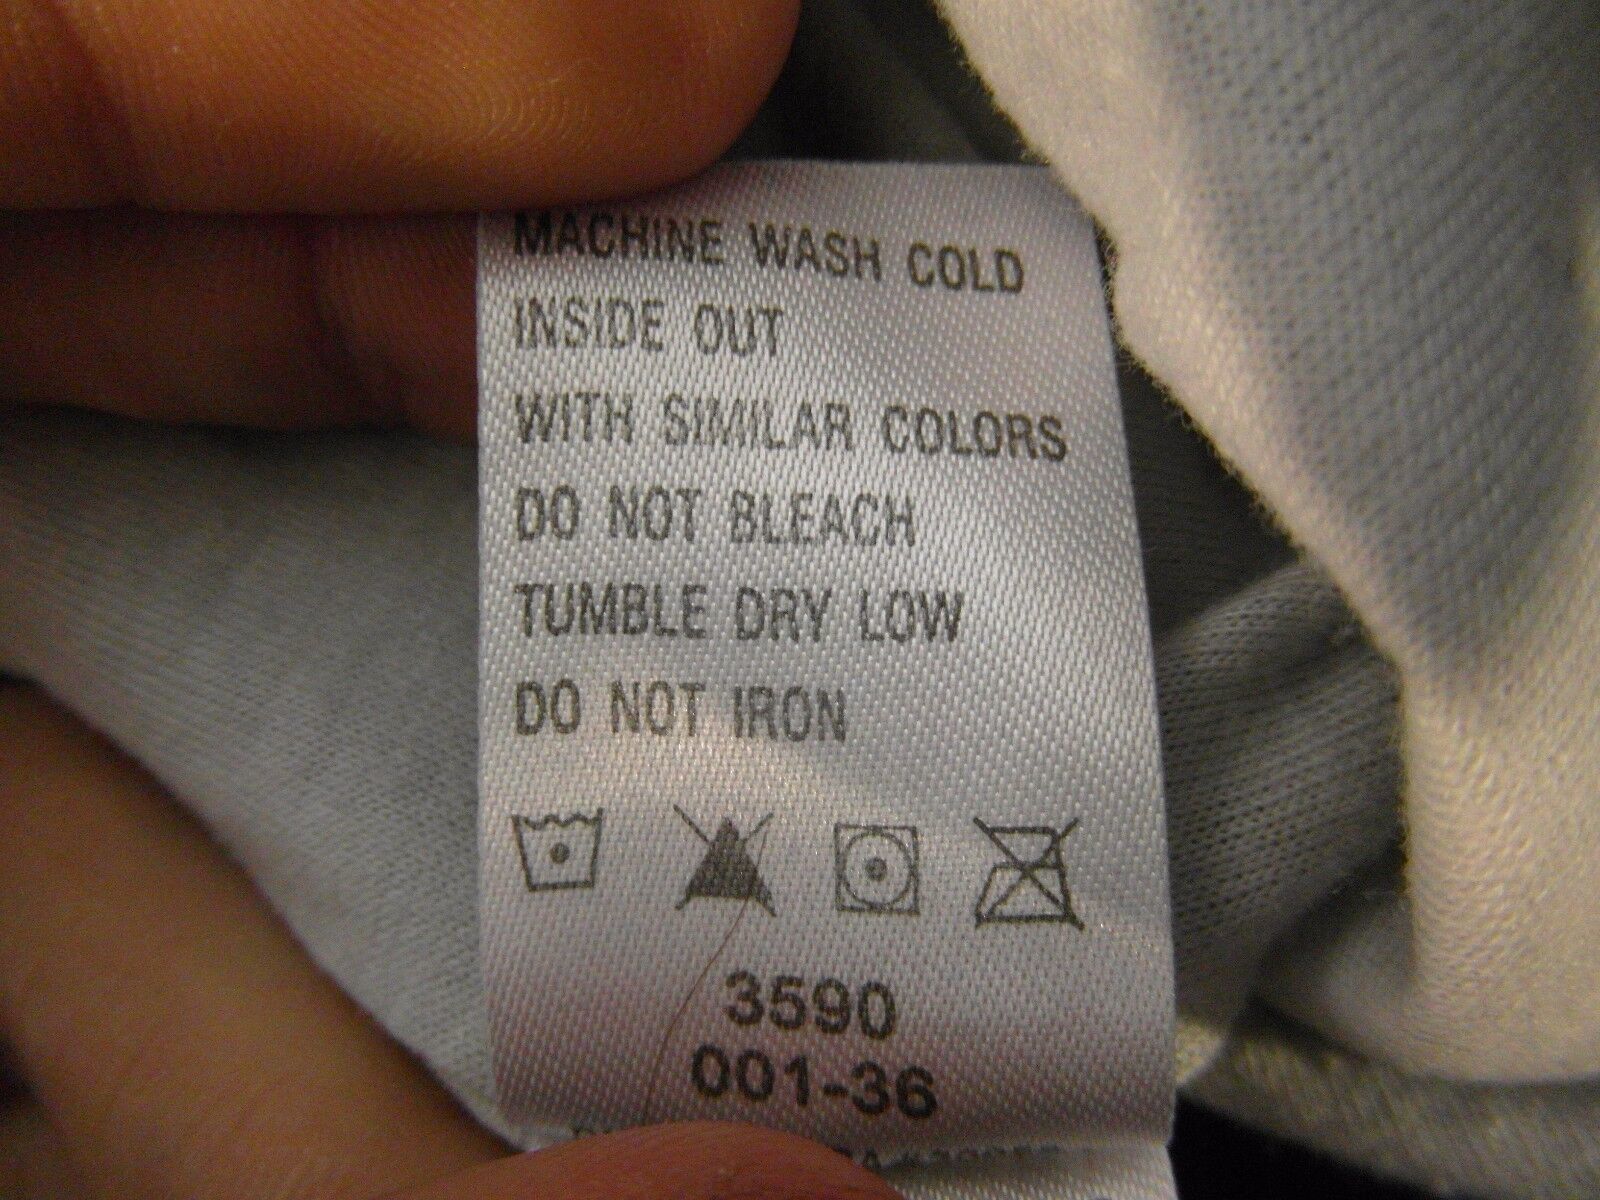 MACHINE WASH COLD
INSIDE OUT
WITH SIMILAR COLORS
DO NOT BLEACH
TUMBLE DRY LOW
DO NOT IRON
3590
001-36